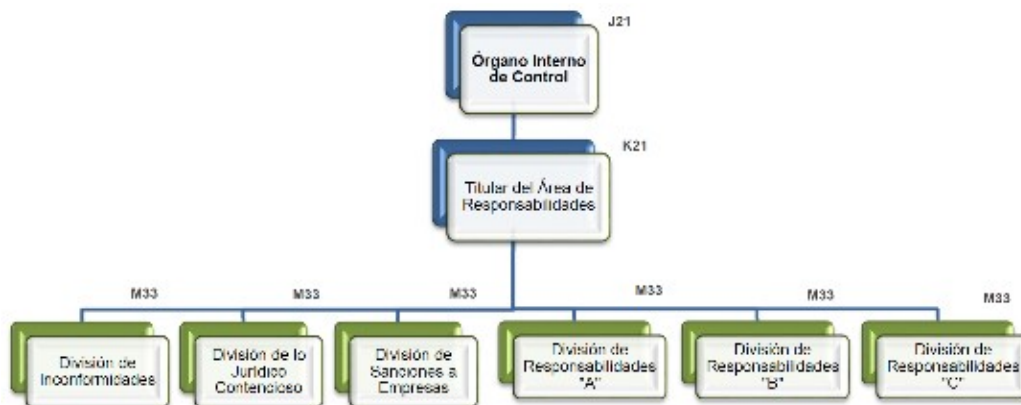 J21
Órgano Interno
de Control
K21
Titular del Área de
Responsabilidades
M33
M33
M33
M33
M33
M33
División de
Inconformidades
División de lo
Jurídico
Contencioso
División de
Sanciones a
Empresas
División de
Responsabilidades
"A"
División de
Responsabilidades
"B"
División de
Responsabilidades
"C"